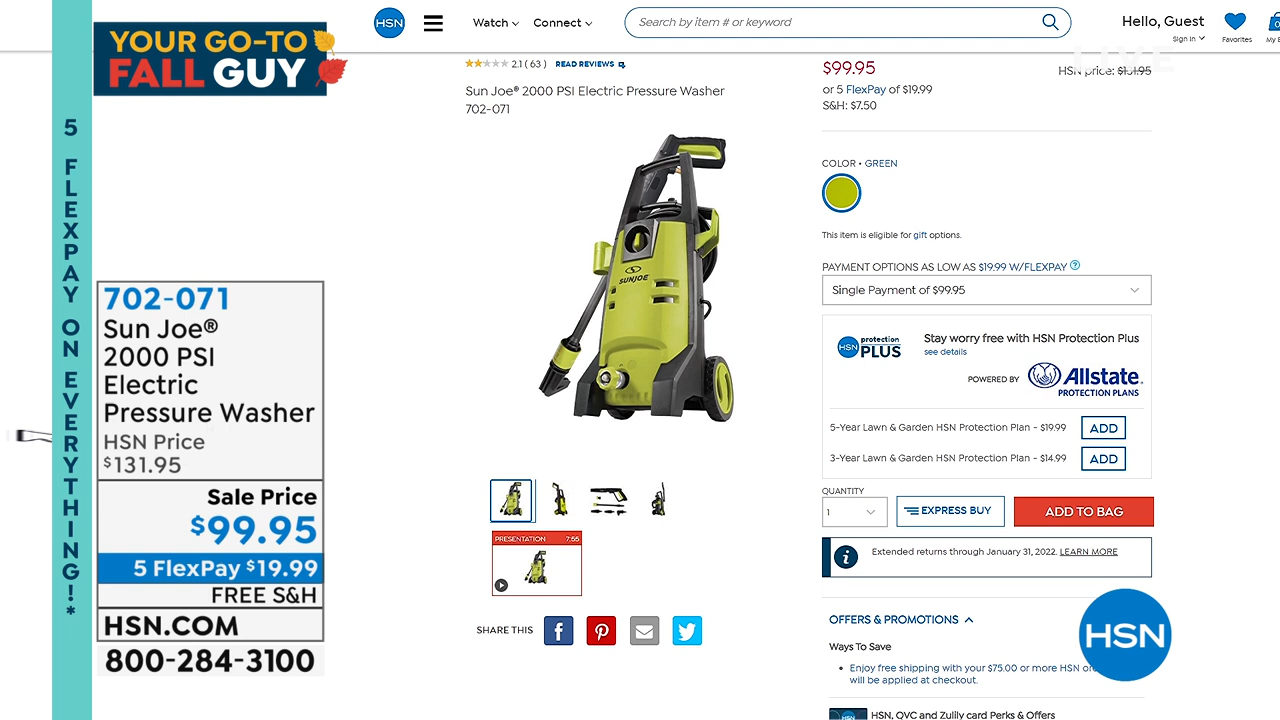 YOUR GO-TO
FALL GUY
5 FLEXPAY ON EVERYTHING!*
702-071
Sun Joe®
2000 PSI
Electric
Pressure Washer
HSN Price
$131.95
Sale Price
$99.95
5 FlexPay $19.99
FREE S&H
HSN.COM
800-284-3100
HSN
Watch
Connect
Search by item # or keyword
Hello, Guest
Sign In
Favorites
My
0
LIVE
2.1 ( 63 )
READ REVIEWS
Sun Joe® 2000 PSI Electric Pressure Washer
702-071
SUNJOE
PRESENTATION 7:55
SHARE THIS
$99.95
HSN price: $131.95
or 5 FlexPay of $19.99
S&H: $7.50
COLOR • GREEN
This item is eligible for gift options.
PAYMENT OPTIONS AS LOW AS $19.99 W/FLEXPAY ?
Single Payment of $99.95
HSN protection PLUS
Stay worry free with HSN Protection Plus
see details
POWERED BY
Allstate.
PROTECTION PLANS
5-Year Lawn & Garden HSN Protection Plan - $19.99
ADD
3-Year Lawn & Garden HSN Protection Plan - $14.99
ADD
QUANTITY
1
EXPRESS BUY
ADD TO BAG
Extended returns through January 31, 2022. LEARN MORE
OFFERS & PROMOTIONS
Ways To Save
• Enjoy free shipping with your $75.00 or more HSN
will be applied at checkout.
HSN
HSN, QVC and Zulily card Perks & Offers
HSN